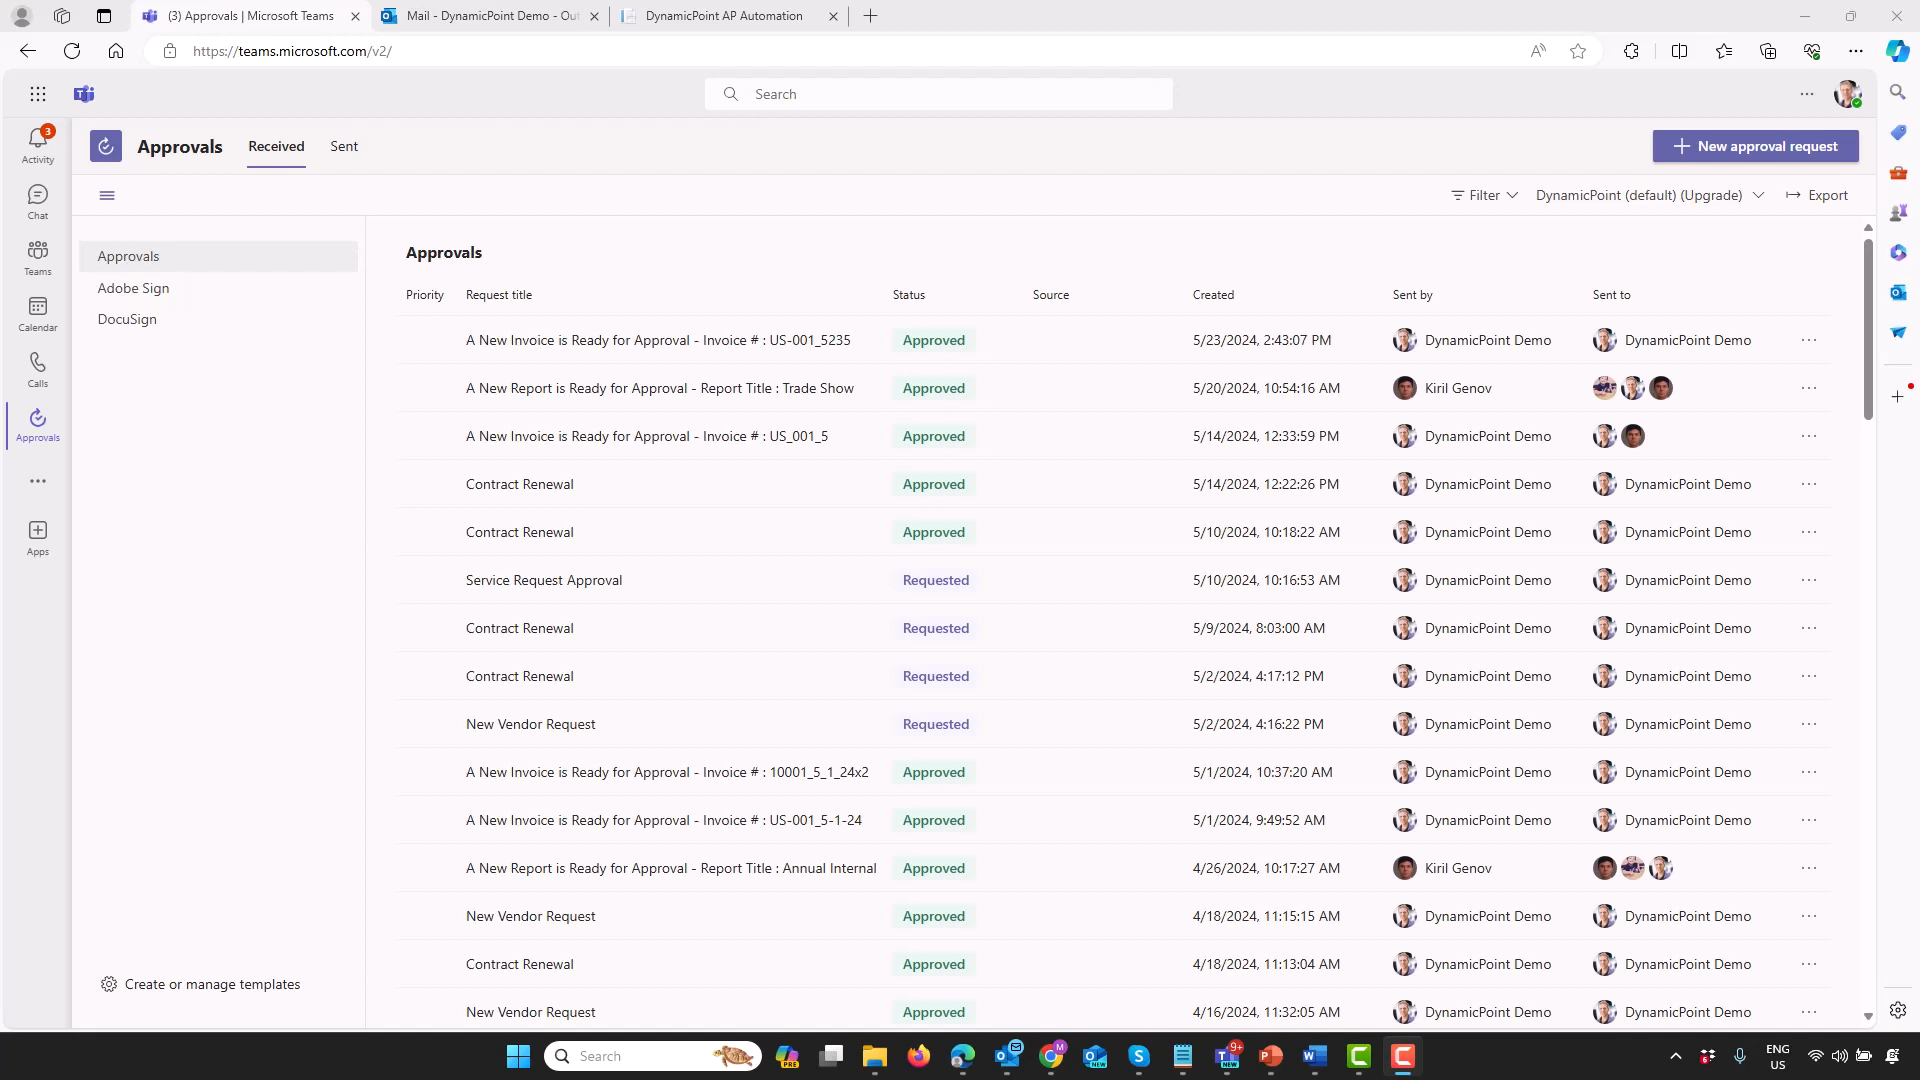 (3) Approvals | Microsoft Teams
Mail - DynamicPoint Demo - Out
DynamicPoint AP Automation
https://teams.microsoft.com/v2/
Search
Approvals
Received
Sent
New approval request
Filter
DynamicPoint (default) (Upgrade)
Export
3
Activity
Chat
Teams
Calendar
Calls
Approvals
Apps
Approvals
Adobe Sign
DocuSign
Create or manage templates
Approvals
Priority Request title Status Source Created Sent by Sent to
A New Invoice is Ready for Approval - Invoice # : US-001_5235 Approved 5/23/2024, 2:43:07 PM DynamicPoint Demo DynamicPoint Demo
A New Report is Ready for Approval - Report Title : Trade Show Approved 5/20/2024, 10:54:16 AM Kiril Genov
A New Invoice is Ready for Approval - Invoice # : US_001_5 Approved 5/14/2024, 12:33:59 PM DynamicPoint Demo
Contract Renewal Approved 5/14/2024, 12:22:26 PM DynamicPoint Demo DynamicPoint Demo
Contract Renewal Approved 5/10/2024, 10:18:22 AM DynamicPoint Demo DynamicPoint Demo
Service Request Approval Requested 5/10/2024, 10:16:53 AM DynamicPoint Demo DynamicPoint Demo
Contract Renewal Requested 5/9/2024, 8:03:00 AM DynamicPoint Demo DynamicPoint Demo
Contract Renewal Requested 5/2/2024, 4:17:12 PM DynamicPoint Demo DynamicPoint Demo
New Vendor Request Requested 5/2/2024, 4:16:22 PM DynamicPoint Demo DynamicPoint Demo
A New Invoice is Ready for Approval - Invoice # : 10001_5_1_24x2 Approved 5/1/2024, 10:37:20 AM DynamicPoint Demo DynamicPoint Demo
A New Invoice is Ready for Approval - Invoice # : US-001_5-1-24 Approved 5/1/2024, 9:49:52 AM DynamicPoint Demo DynamicPoint Demo
A New Report is Ready for Approval - Report Title : Annual Internal Approved 4/26/2024, 10:17:27 AM Kiril Genov
New Vendor Request Approved 4/18/2024, 11:15:15 AM DynamicPoint Demo DynamicPoint Demo
Contract Renewal Approved 4/18/2024, 11:13:04 AM DynamicPoint Demo DynamicPoint Demo
New Vendor Request Approved 4/16/2024, 11:32:05 AM DynamicPoint Demo DynamicPoint Demo
Search
PRE
NEW
M
9+
NEW
ENG
US